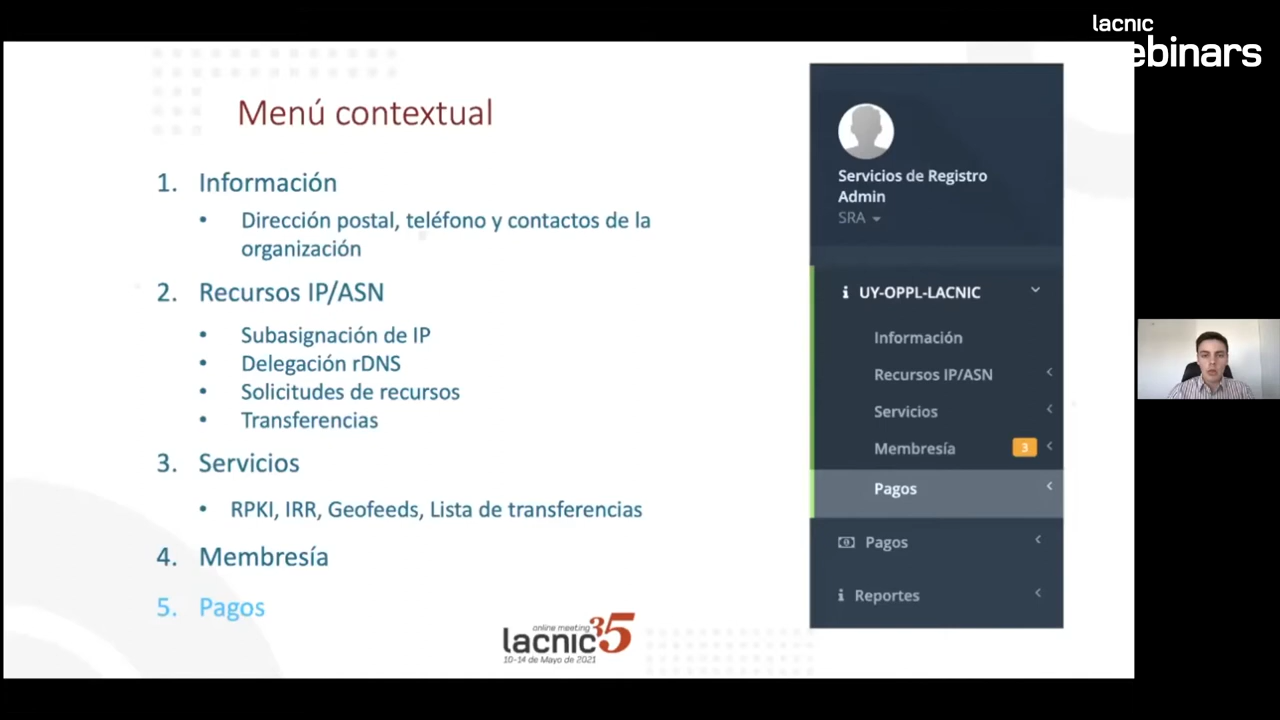 lacnic
ebinars
Menú contextual
1. Información
• Dirección postal, teléfono y contactos de la
organización
2. Recursos IP/ASN
• Subasignación de IP
• Delegación rDNS
• Solicitudes de recursos
• Transferencias
3. Servicios
• RPKI, IRR, Geofeeds, Lista de transferencias
4. Membresía
5. Pagos
online meeting
lacnic35
10-14 de Mayo de 2021
Servicios de Registro
Admin
SRA
UY-OPPL-LACNIC
Información
Recursos IP/ASN
Servicios
Membresía 3
Pagos
Pagos
Reportes